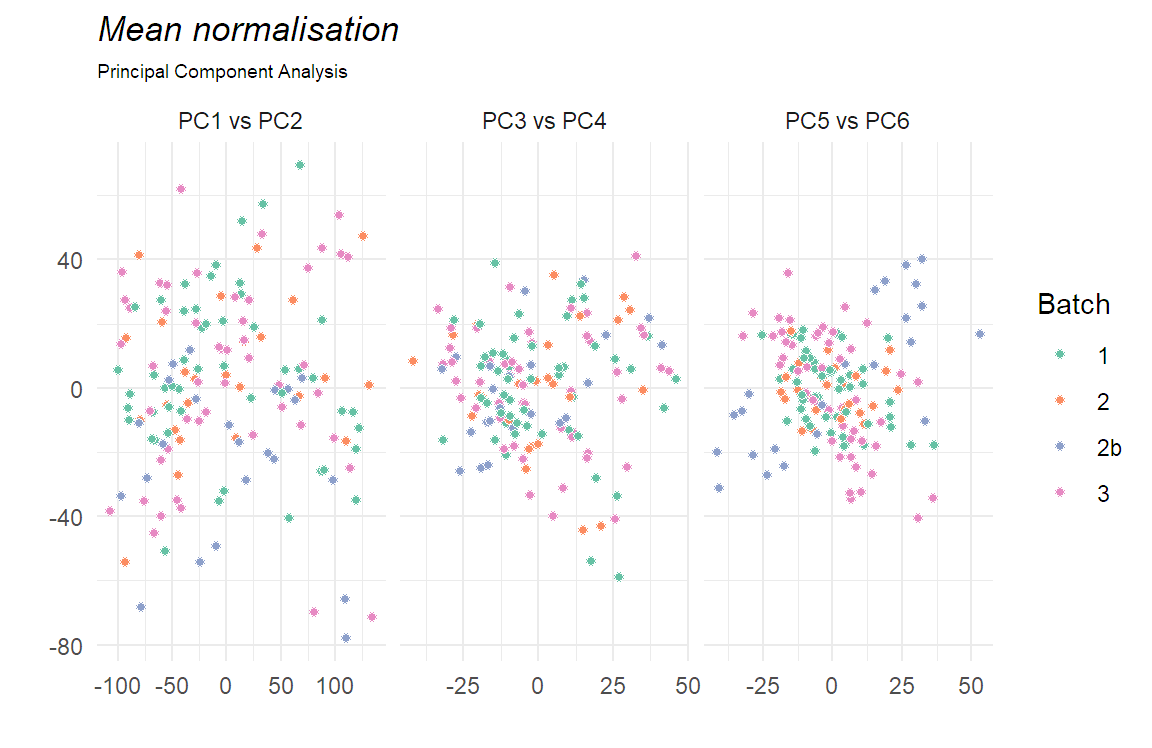 Mean normalisation
Principal Component Analysis
PC1 vs PC2
PC3 vs PC4
PC5 vs PC6
40
0
-40
-80
-100 -50 0 50 100
-25 0 25 50
-25 0 25 50
Batch
1
2
2b
3